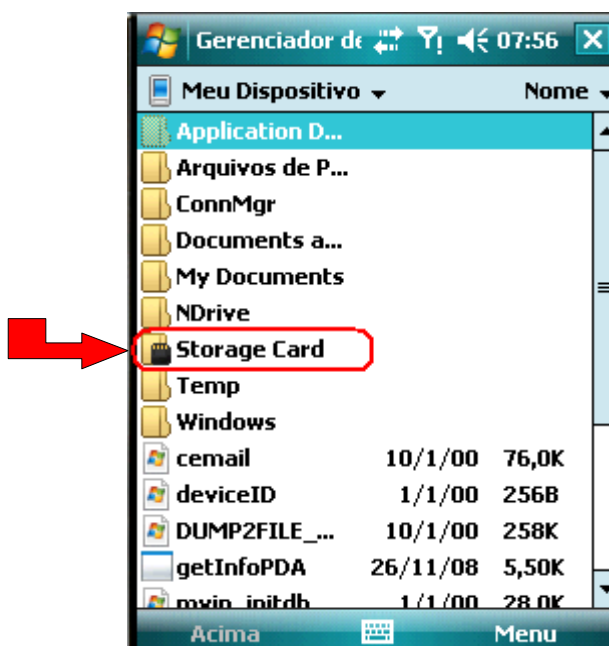 Gerenciador de 07:56
Meu Dispositivo Nome
Application D...
Arquivos de P...
ConnMgr
Documents a...
My Documents
NDrive
Storage Card
Temp
Windows
cemail 10/1/00 76,0K
deviceID 1/1/00 256B
DUMP2FILE_... 10/1/00 258K
getInfoPDA 26/11/08 5,50K
mvin_initdb 1/1/00 28,0K
Acima Menu